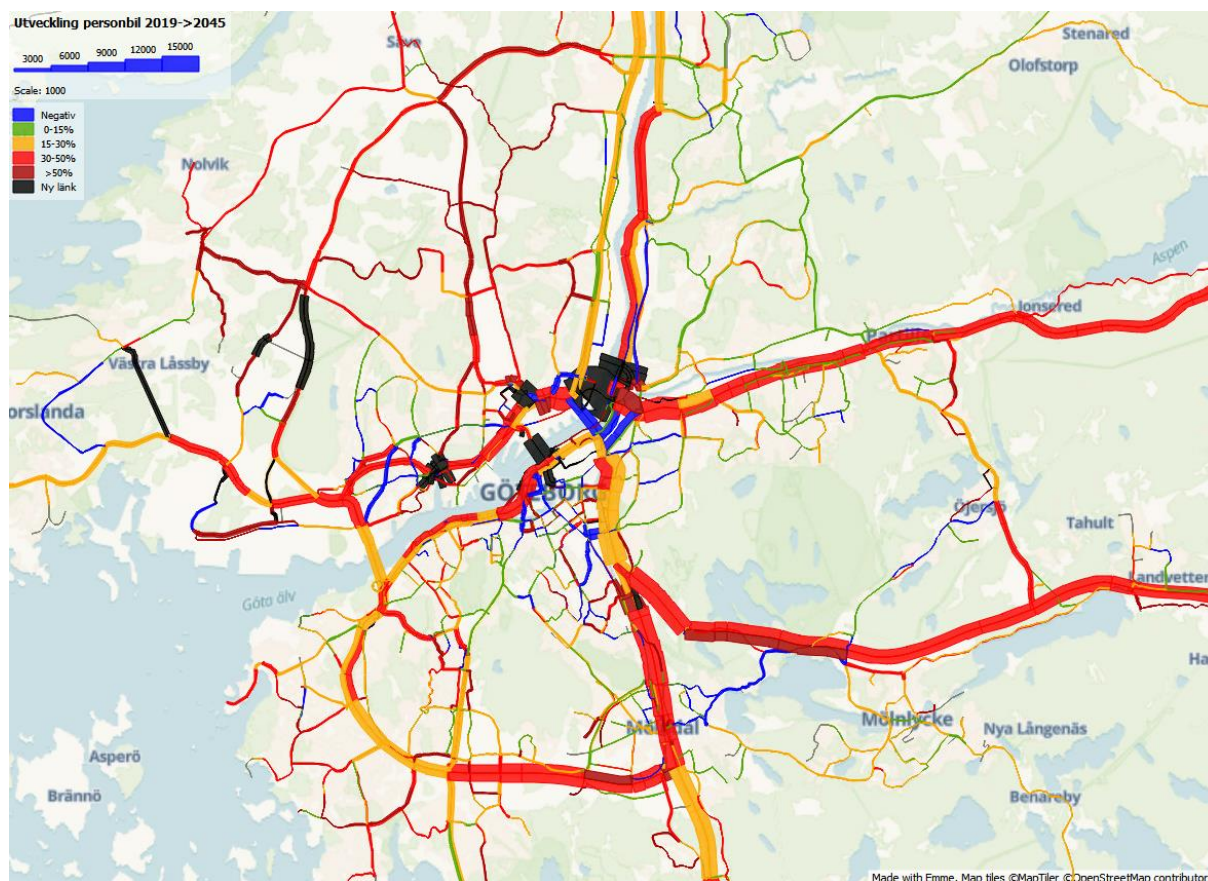 Utveckling personbil 2019->2045
3000 6000 9000 12000 15000
Scale: 1000
Negativ
0-15%
15-30%
30-50%
>50%
Ny länk
Säve
Stenared
Olofstorp
Nolvik
Aspen
Jonsered
Västra Låssby
orslanda
GÖTEBORG
Öjersjö
Tahult
Landvetter
Göta älv
Ha
Mölndal
Mölnlycke
Nya Långenäs
Asperö
Brännö
Benareby
Made with Emme, Map tiles ©MapTiler ©OpenStreetMap contributor